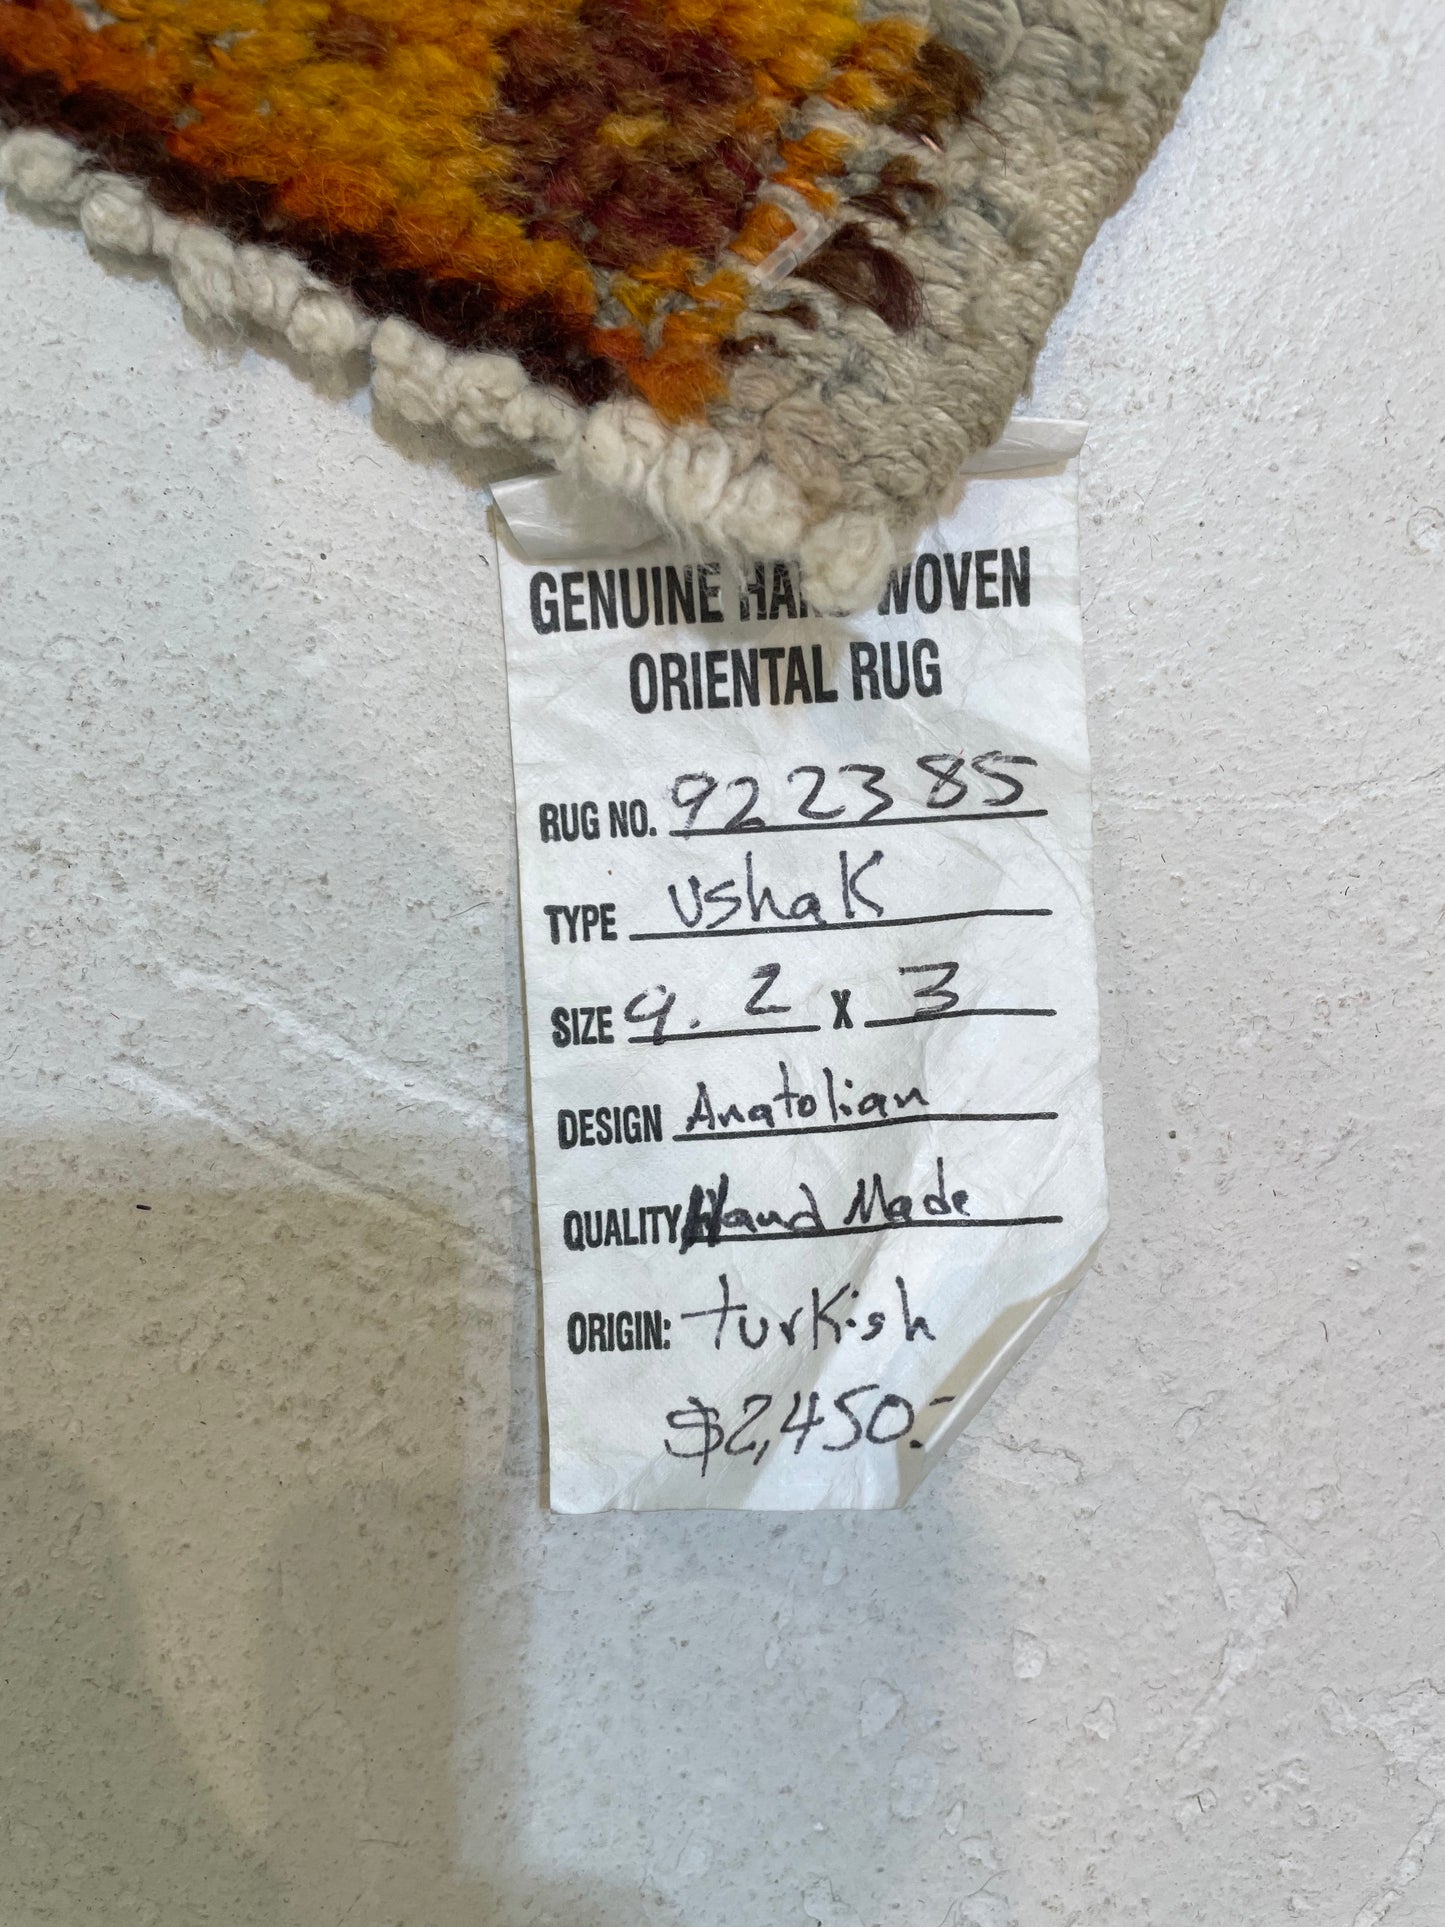 GENUINE HAND WOVEN
ORIENTAL RUG
RUG NO. 922385
TYPE Ushak
SIZE 9.2 X 3
DESIGN Anatolian
QUALITY Hand Made
ORIGIN: Turkish
$2,450.-